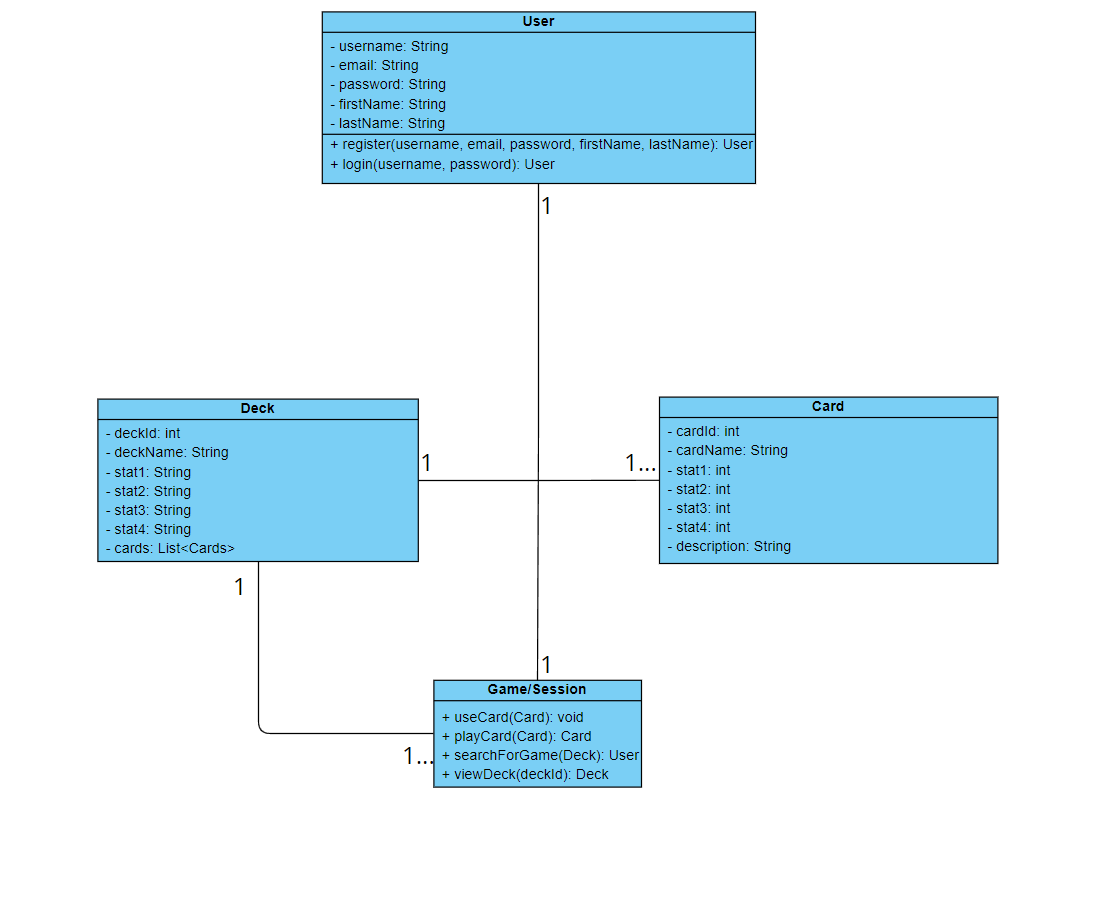 User
- username: String
- email: String
- password: String
- firstName: String
- lastName: String
+ register(username, email, password, firstName, lastName): User
+ login(username, password): User
1
Deck
- deckId: int
- deckName: String
- stat1: String
- stat2: String
- stat3: String
- stat4: String
- cards: List<Cards>
1
1...
Card
- cardId: int
- cardName: String
- stat1: int
- stat2: int
- stat3: int
- stat4: int
- description: String
1
1
1...
Game/Session
+ useCard(Card): void
+ playCard(Card): Card
+ searchForGame(Deck): User
+ viewDeck(deckId): Deck